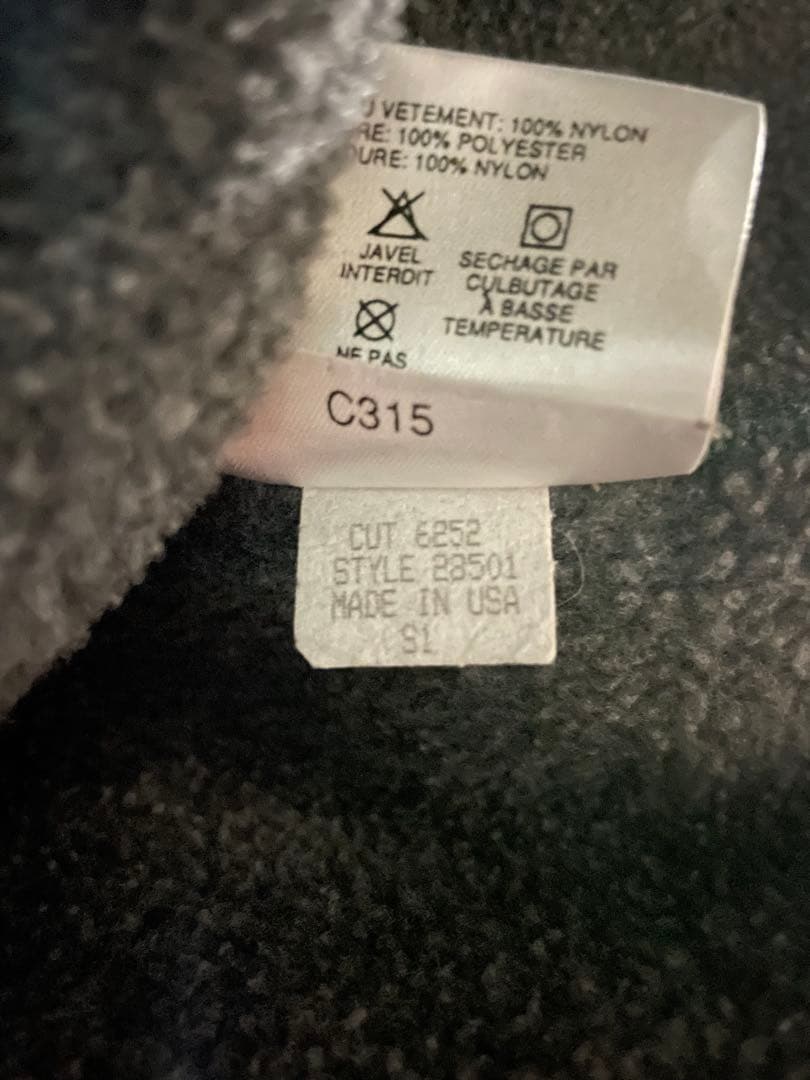 VETEMENT: 100% NYLON
RE: 100% POLYESTER
URE: 100% NYLON
JAVEL
INTERDIT
SECHAGE PAR
CULBUTAGE
À BASSE
TEMPERATURE
NE PAS
C315
CUT 6252
STYLE 28501
MADE IN USA
S1